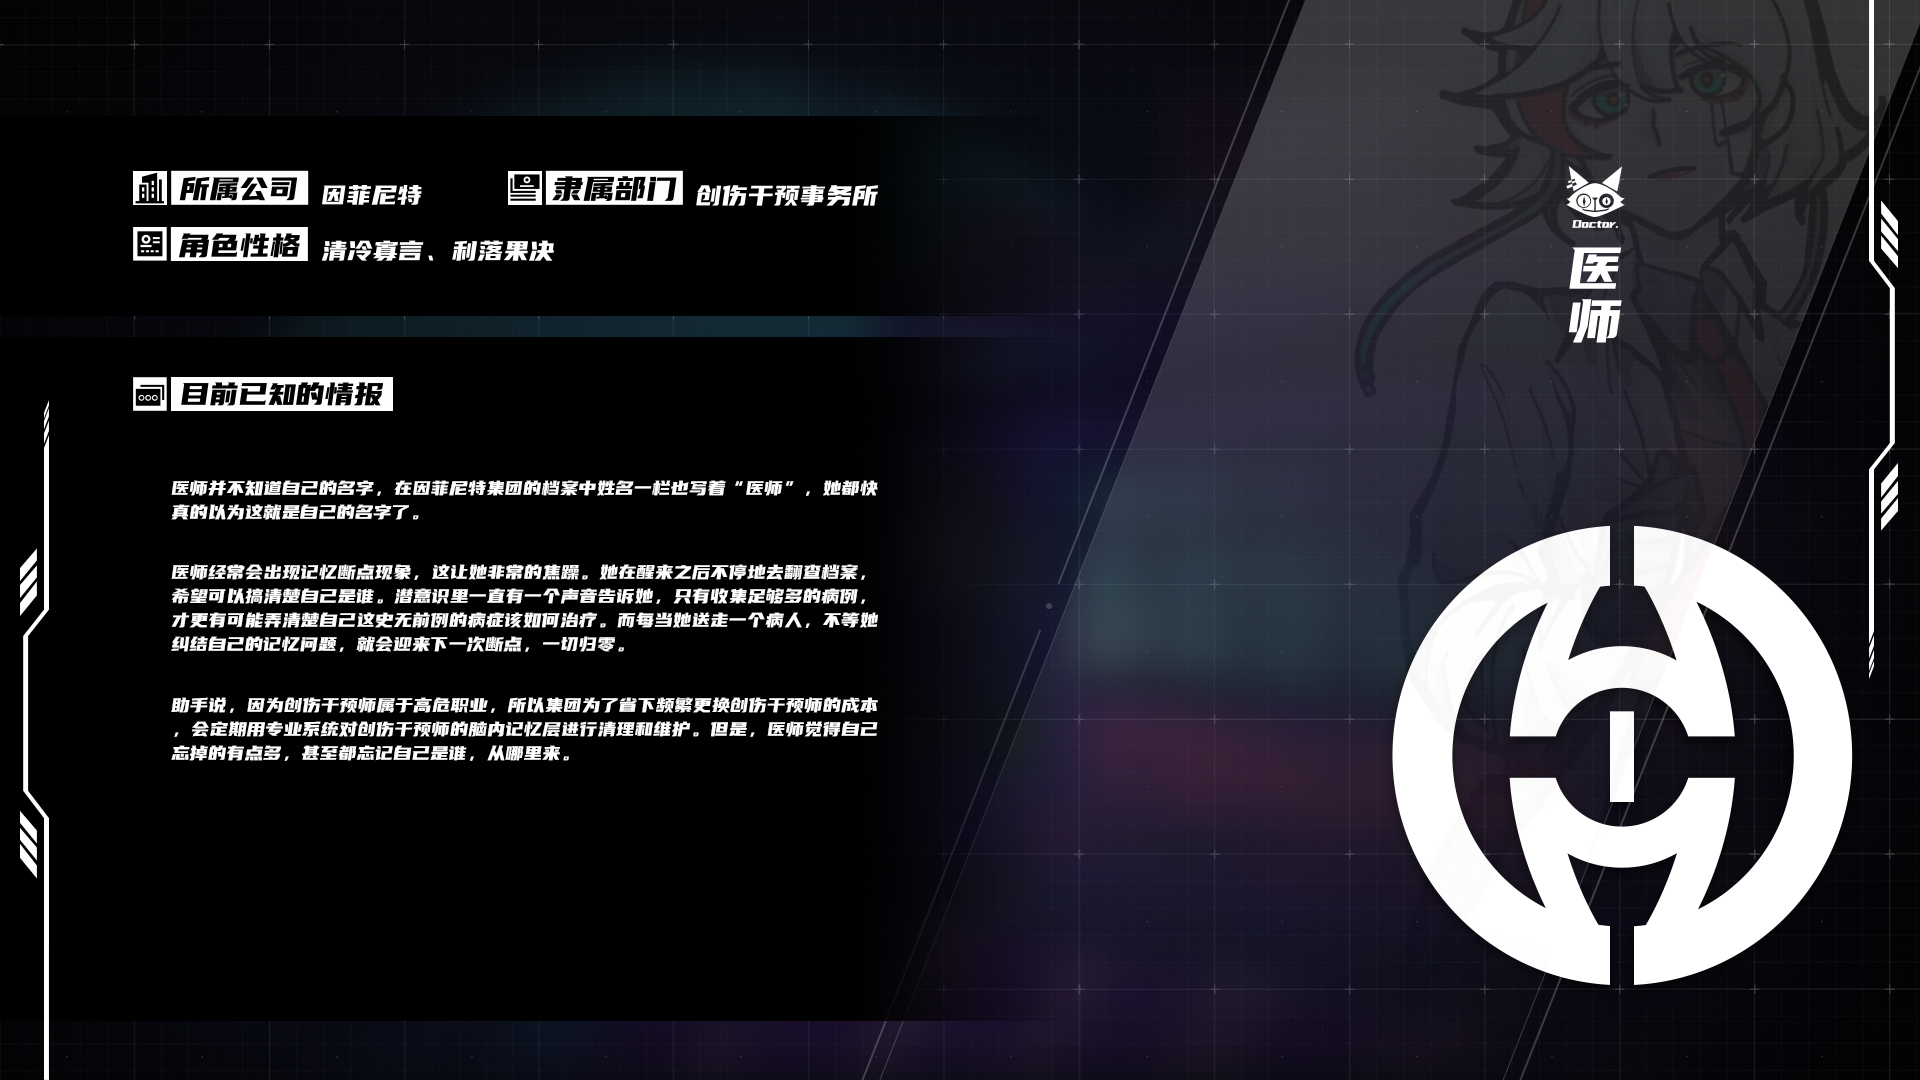 所属公司 因菲尼特 隶属部门 创伤干预事务所
角色性格 清冷寡言、利落果决
目前已知的情报
医师并不知道自己的名字，在因菲尼特集团的档案中姓名一栏也写着“医师”，她都快
真的以为这就是自己的名字了。
医师经常会出现记忆断点现象，这让她非常的焦躁。她在醒来之后不停地去翻查档案，
希望可以搞清楚自己是谁。潜意识里一直有一个声音告诉她，只有收集足够多的病例，
才更有可能弄清楚自己这史无前例的病症该如何治疗。而每当她送走一个病人，不等她
纠结自己的记忆问题，就会迎来下一次断点，一切归零。
助手说，因为创伤干预师属于高危职业，所以集团为了省下频繁更换创伤干预师的成本
，会定期用专业系统对创伤干预师的脑内记忆层进行清理和维护。但是，医师觉得自己
忘掉的有点多，甚至都忘记自己是谁，从哪里来。
Doctor.
医
师